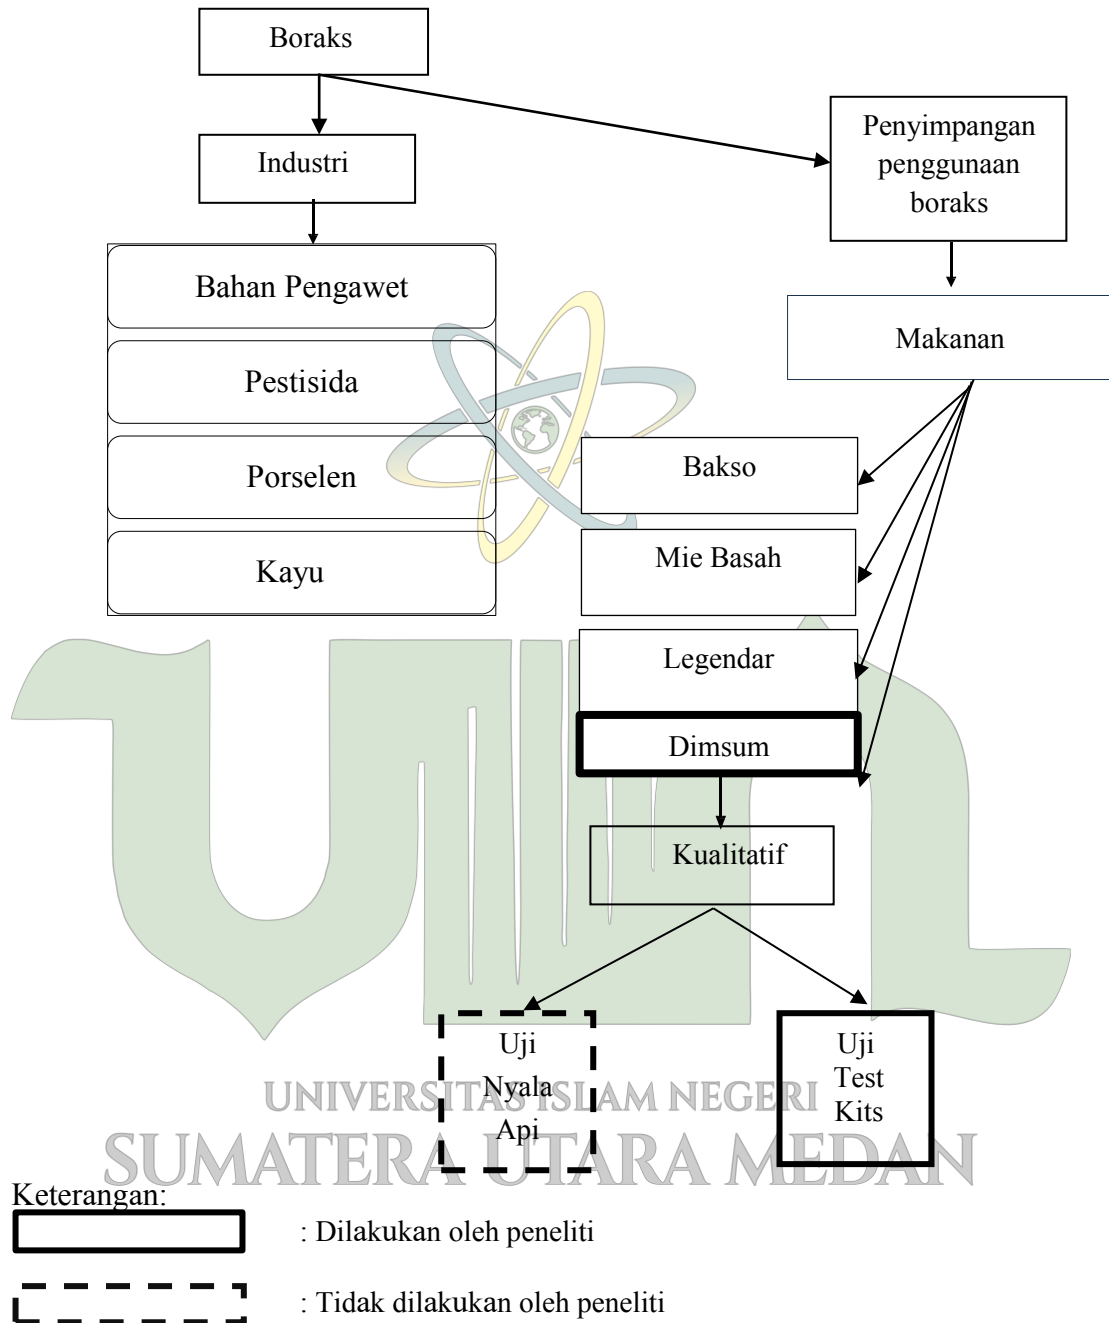 Boraks
Industri
Penyimpangan
penggunaan
boraks
Bahan Pengawet
Pestisida
Porselen
Kayu
Makanan
Bakso
Mie Basah
Legendar
Dimsum
Kualitatif
Uji
Nyala
Api
Uji
Test
Kits
UNIVERSITAS ISLAM NEGERI
SUMATERA UTARA MEDAN
Keterangan:
: Dilakukan oleh peneliti
: Tidak dilakukan oleh peneliti